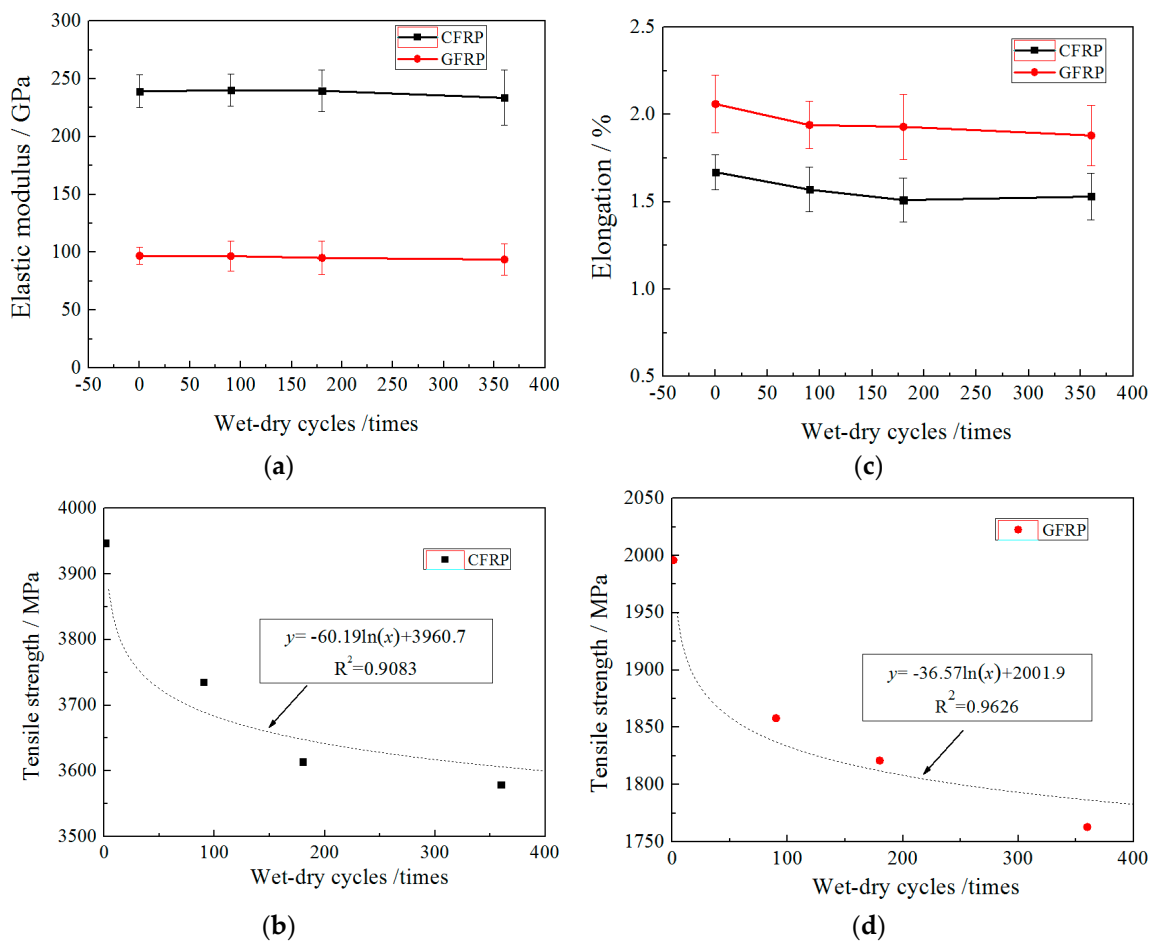 300
250
200
150
100
50
0
Elastic modulus / GPa
CFRP
GFRP
-50 0 50 100 150 200 250 300 350 400
Wet-dry cycles /times
(a)
2.5
2.0
1.5
1.0
0.5
Elongation / %
CFRP
GFRP
-50 0 50 100 150 200 250 300 350 400
Wet-dry cycles /times
(c)
4000
3900
3800
3700
3600
3500
Tensile strength / MPa
CFRP
y= -60.19ln(x)+3960.7
R²=0.9083
0 100 200 300 400
Wet-dry cycles /times
(b)
2050
2000
1950
1900
1850
1800
1750
Tensile strength / MPa
GFRP
y= -36.57ln(x)+2001.9
R²=0.9626
0 100 200 300 400
Wet-dry cycles /times
(d)